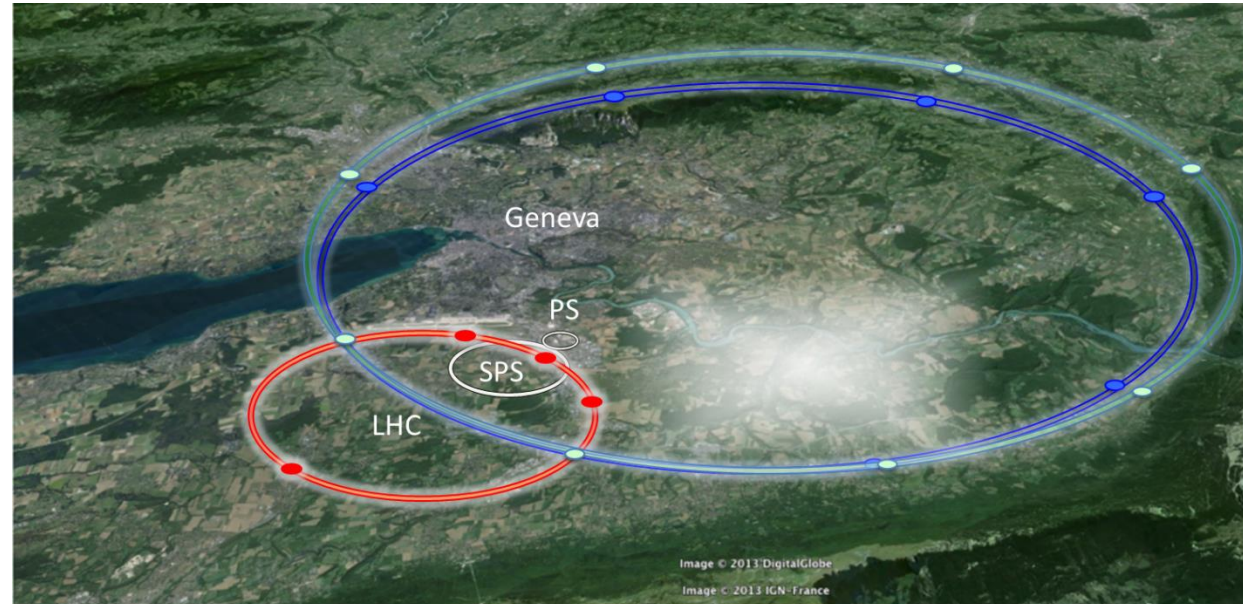 Geneva
PS
SPS
LHC
Image © 2013 DigitalGlobe
Image © 2013 IGN-France